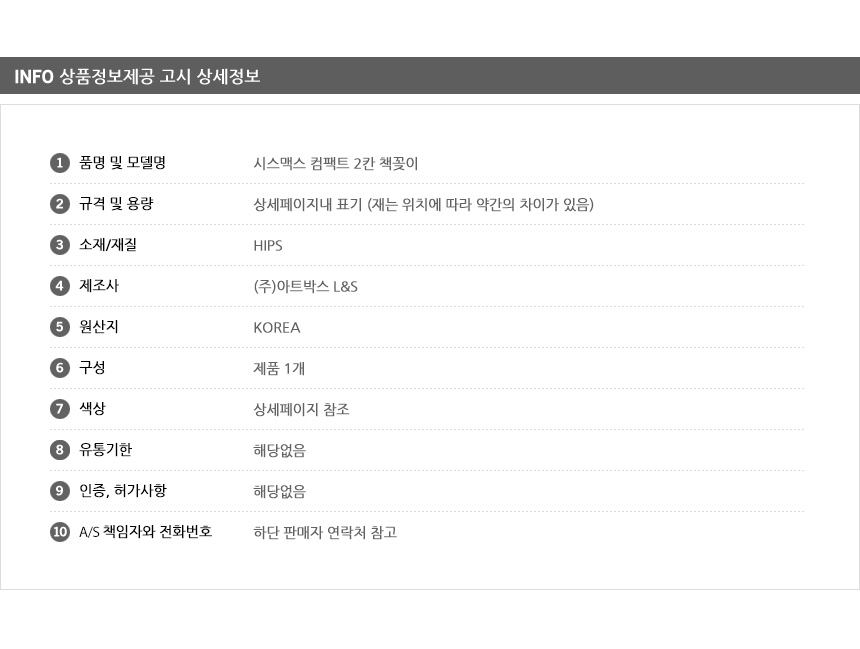 INFO 상품정보제공 고시 상세정보
1 품명 및 모델명 시스맥스 컴팩트 2칸 책꽂이
2 규격 및 용량 상세페이지내 표기 (재는 위치에 따라 약간의 차이가 있음)
3 소재/재질 HIPS
4 제조사 (주)아트박스 L&S
5 원산지 KOREA
6 구성 제품 1개
7 색상 상세페이지 참조
8 유통기한 해당없음
9 인증, 허가사항 해당없음
10 A/S 책임자와 전화번호 하단 판매자 연락처 참고